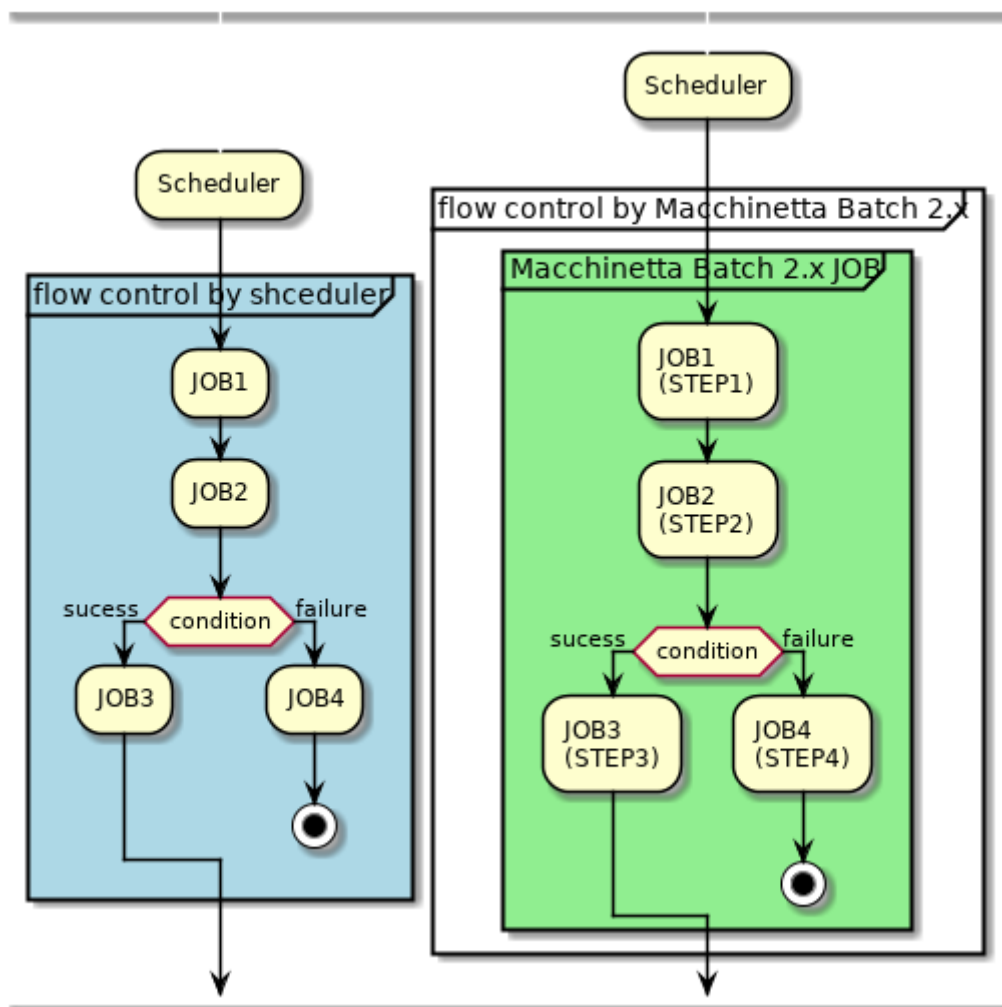 Scheduler
flow control by shceduler
JOB1
JOB2
condition
sucess
failure
JOB3
JOB4
Scheduler
flow control by Macchinetta Batch 2.x
Macchinetta Batch 2.x JOB
JOB1
(STEP1)
JOB2
(STEP2)
condition
sucess
failure
JOB3
(STEP3)
JOB4
(STEP4)